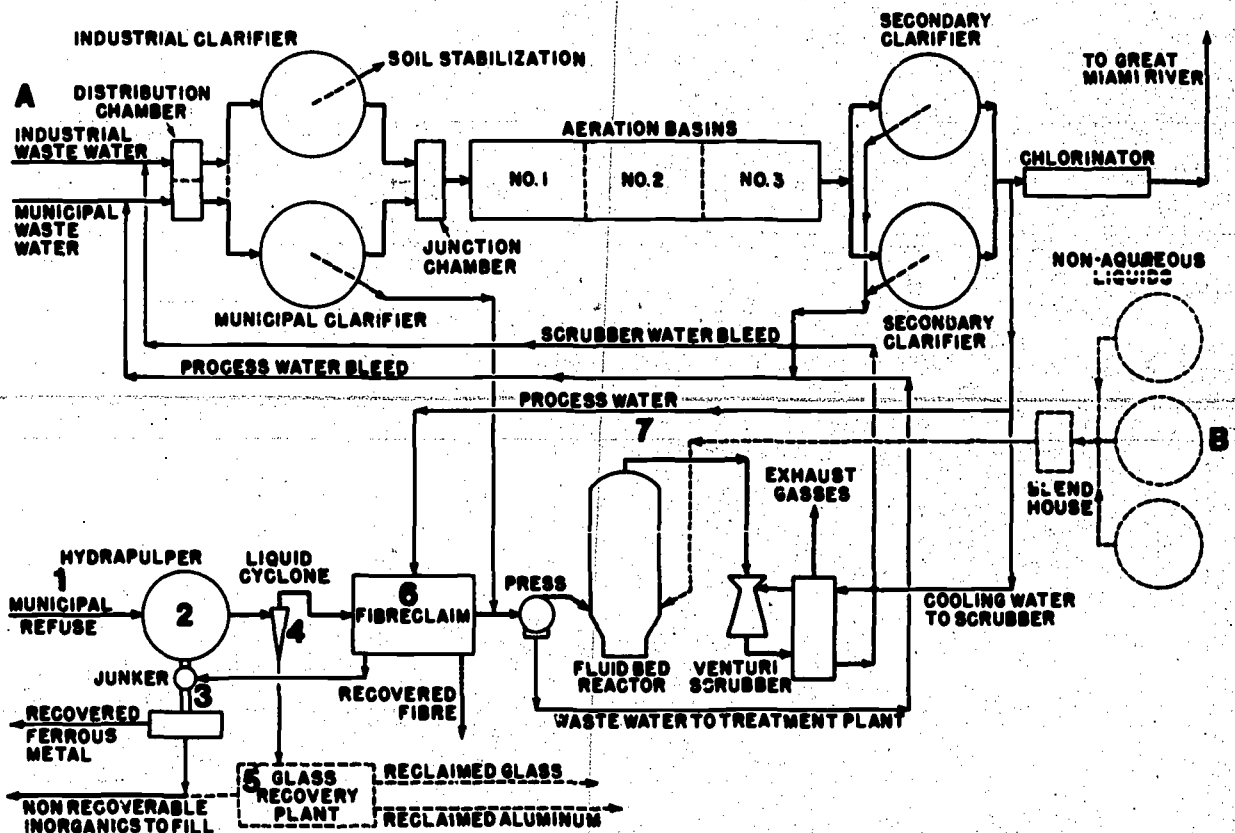 INDUSTRIAL CLARIFIER
SOIL STABILIZATION
SECONDARY
CLARIFIER
TO GREAT
MIAMI RIVER
A
DISTRIBUTION
CHAMBER
INDUSTRIAL
WASTE WATER
AERATION BASINS
NO.1
NO.2
NO.3
CHLORINATOR
MUNICIPAL
WASTE
WATER
JUNCTION
CHAMBER
NON-AQUREOUS
LIQUIDS
MUNICIPAL CLARIFIER
SECONDARY
CLARIFIER
SCRUBBER WATER BLEED
PROCESS WATER BLEED
PROCESS WATER
7
B
EXHAUST
GASSES
BLEND
HOUSE
HYDRAPULPER
LIQUID
CYCLONE
1
MUNICIPAL
REFUSE
2
4
6
FIBRECLAIM
PRESS
COOLING WATER
TO SCRUBBER
JUNKER
3
FLUID BED
REACTOR
VENTURI
SCRUBBER
RECOVERED
FIBRE
RECOVERED
FERROUS
METAL
WASTE WATER TO TREATMENT PLANT
5
GLASS
RECOVERY
PLANT
RECLAIMED GLASS
RECLAIMED ALUMINUM
NON RECOVERABLE
INORGANICS TO FILL